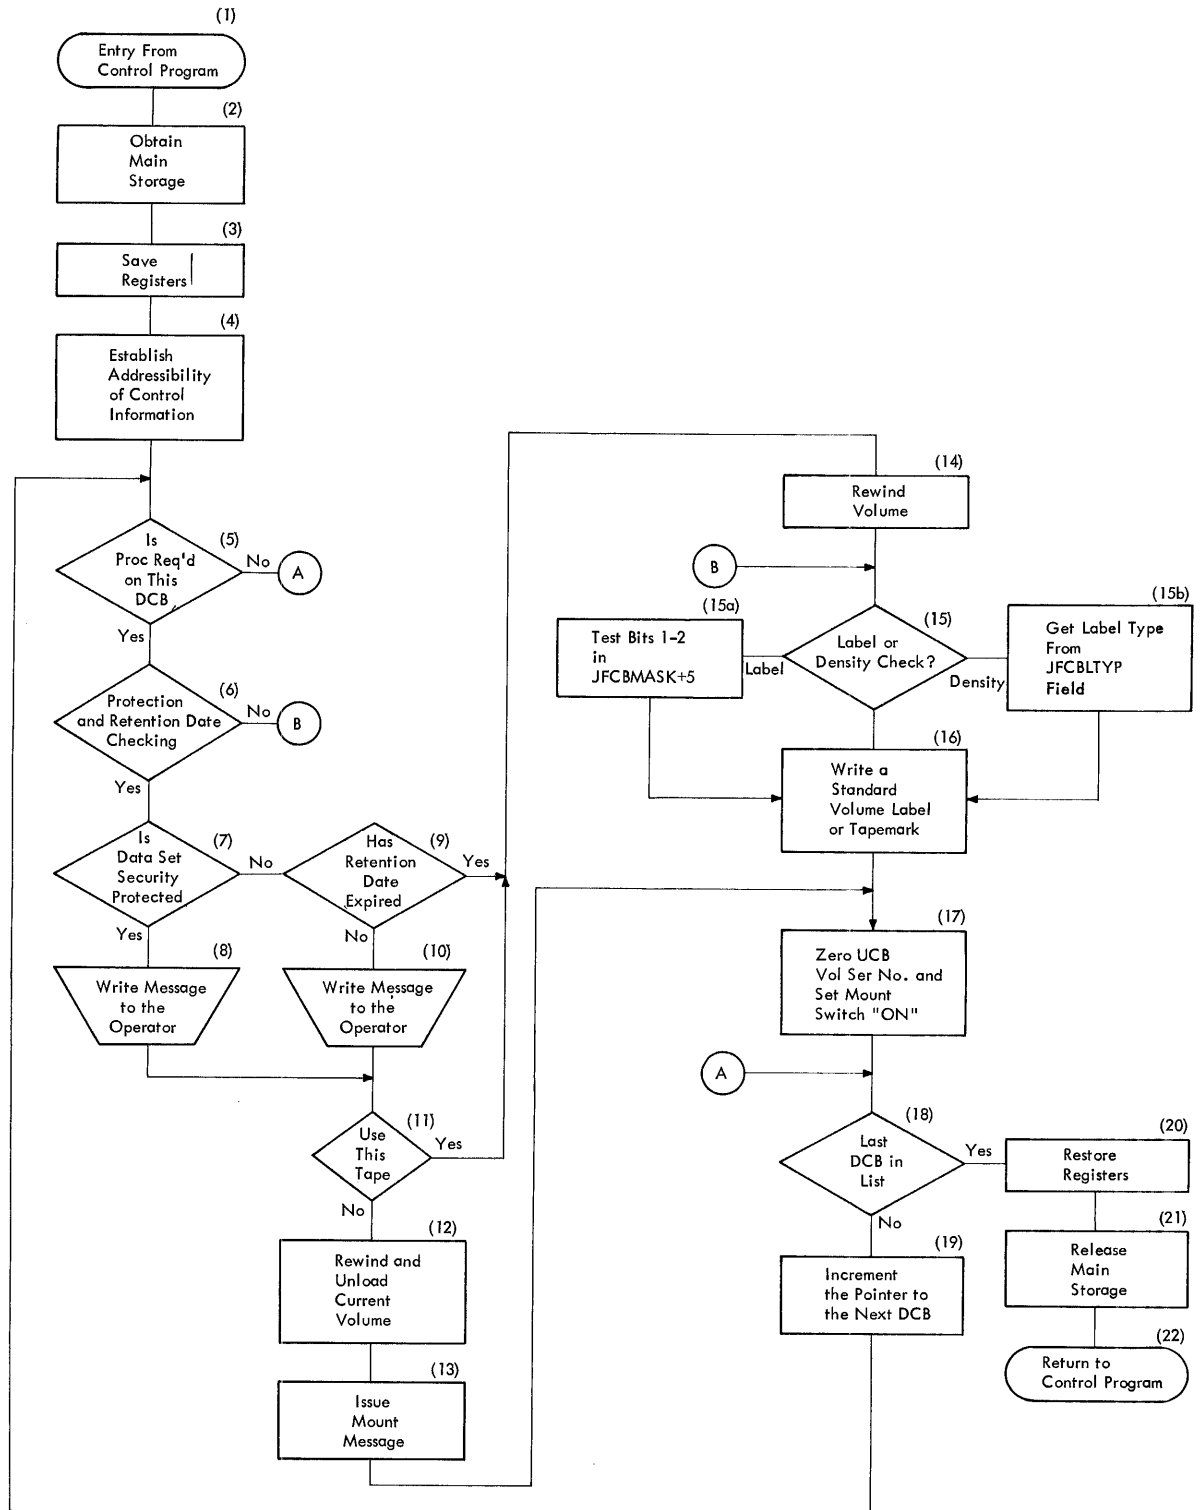 (1)
Entry From
Control Program
(2)
Obtain
Main
Storage
(3)
Save
Registers
(4)
Establish
Addressibility
of Control
Information
(5)
Is
Proc Req'd
on This
DCB
No
A
Yes
(6)
Protection
and Retention Date
Checking
No
B
Yes
(7)
Is
Data Set
Security
Protected
No
Yes
(8)
Write Message
to the
Operator
(9)
Has
Retention
Date
Expired
Yes
No
(10)
Write Message
to the
Operator
(11)
Use
This
Tape
Yes
No
(12)
Rewind and
Unload
Current
Volume
(13)
Issue
Mount
Message
(14)
Rewind
Volume
B
(15)
Label or
Density Check?
Label
Density
(15a)
Test Bits 1-2
in
JFCBMASK+5
(15b)
Get Label Type
From
JFCBLTYP
Field
(16)
Write a
Standard
Volume Label
or Tapemark
(17)
Zero UCB
Vol Ser No. and
Set Mount
Switch "ON"
A
(18)
Last
DCB in
List
Yes
No
(19)
Increment
the Pointer to
the Next DCB
(20)
Restore
Registers
(21)
Release
Main
Storage
(22)
Return to
Control Program